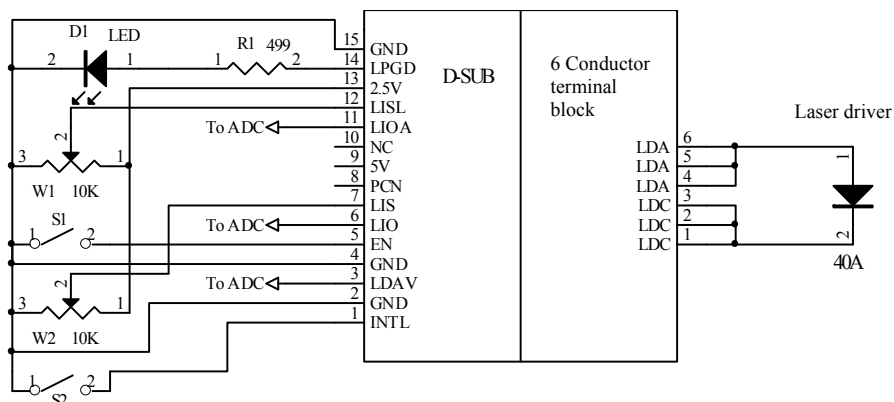 D1 LED
R1 499
2 1
1 2
15 GND
14 LPGD
13 2.5V
12 LISL
11 LIOA
10 NC
9 5V
8 PCN
7 LIS
6 LIO
5 EN
4 GND
3 LDAV
2 GND
1 INTL
D-SUB
6 Conductor
terminal
block
Laser driver
LDA 6
LDA 5
LDA 4
LDC 3
LDC 2
LDC 1
1
2
40A
To ADC
2
3 1
W1 10K
S1
1 2
To ADC
To ADC
2
3 1
W2 10K
1 2
S2